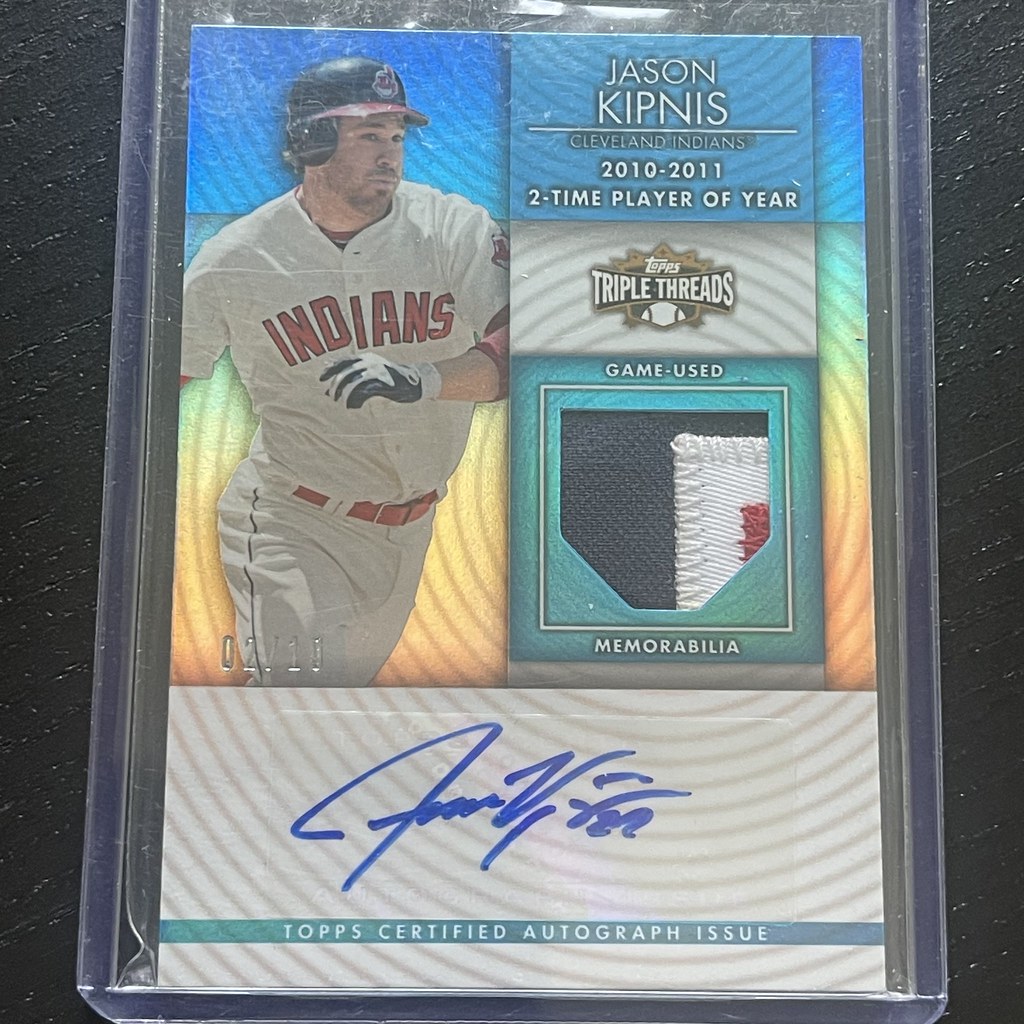 JASON
KIPNIS
CLEVELAND INDIANS®
2010-2011
2-TIME PLAYER OF YEAR
topps
TRIPLE THREADS
INDIANS
GAME-USED
MEMORABILIA
TOPPS CERTIFIED AUTOGRAPH ISSUE